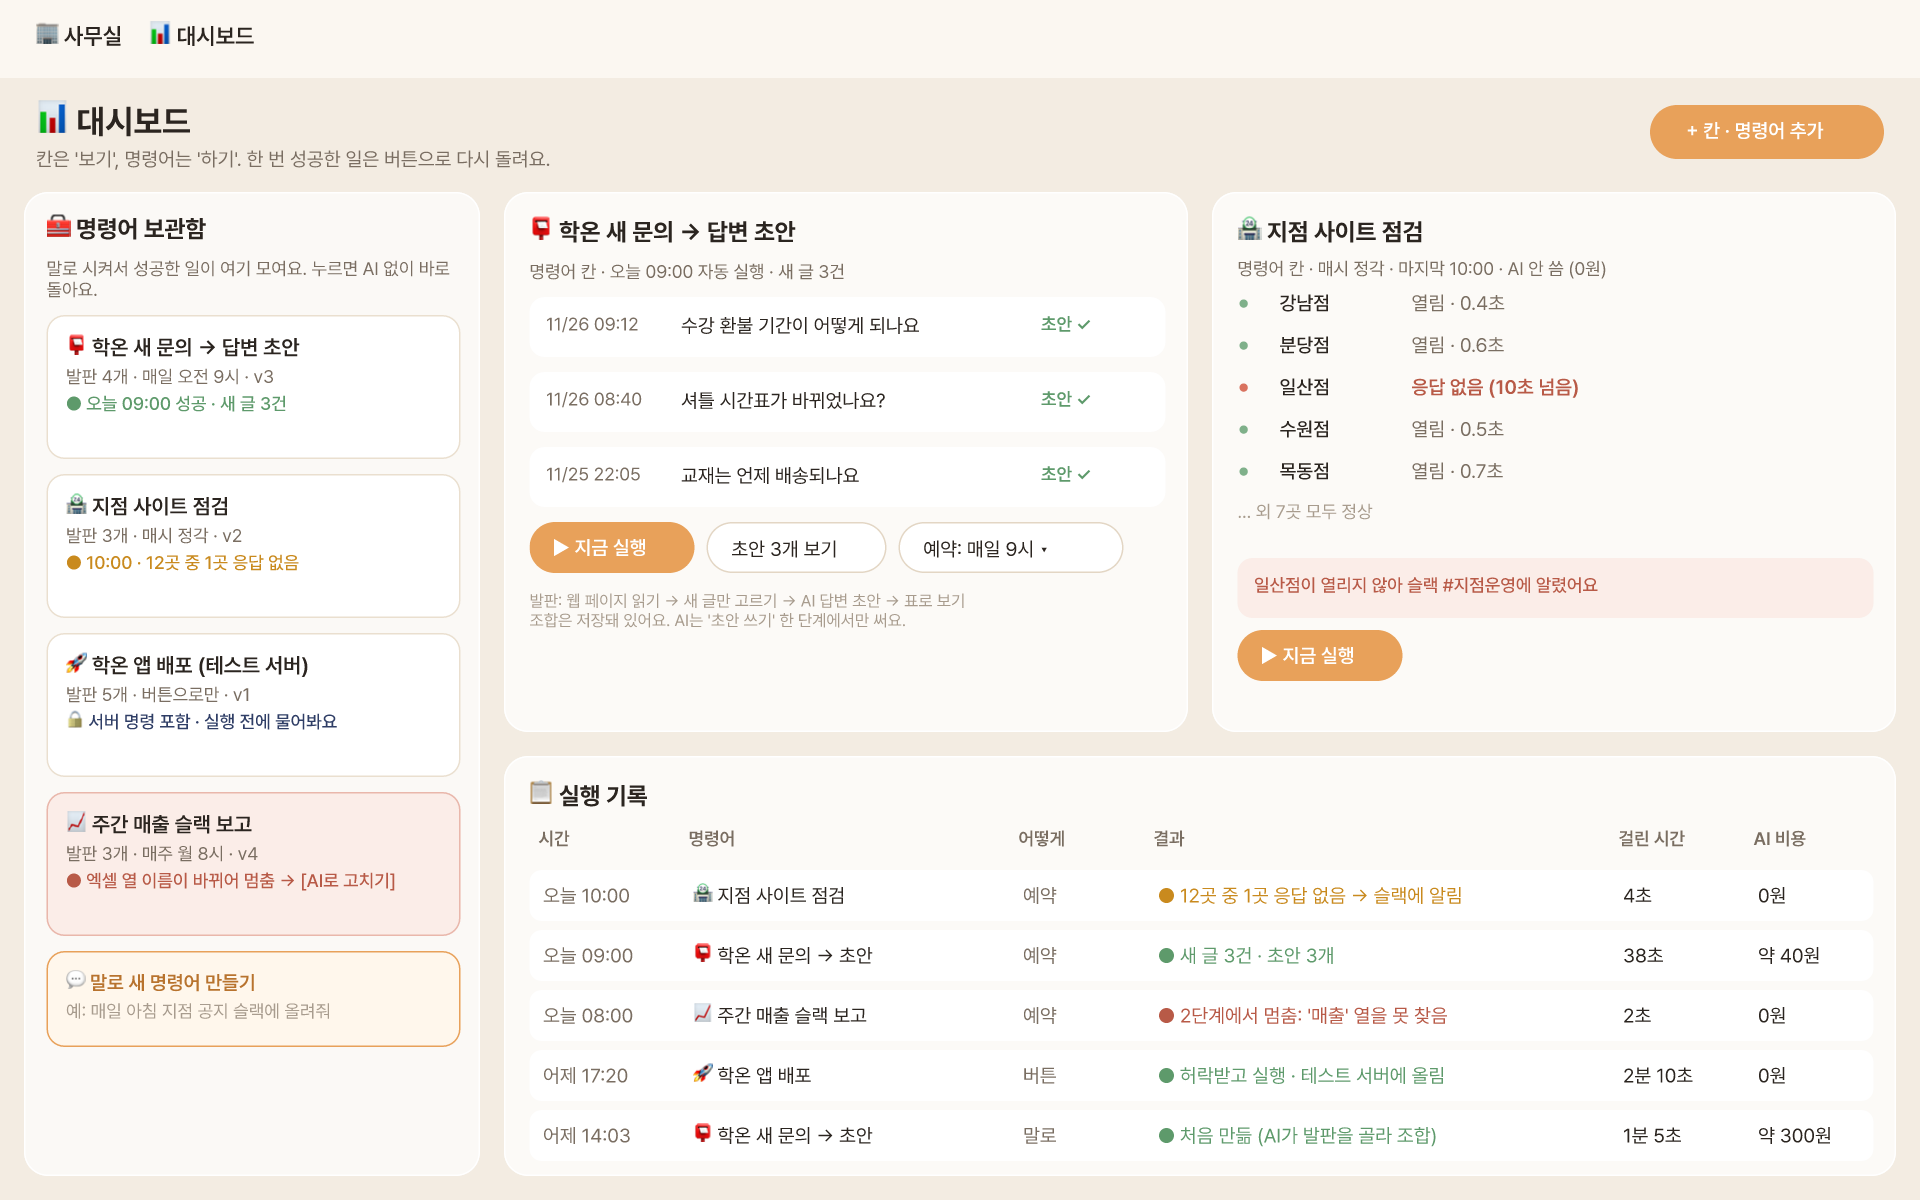 사무실 대시보드
대시보드
칸은 '보기', 명령어는 '하기'. 한 번 성공한 일은 버튼으로 다시 돌려요.
+ 칸 · 명령어 추가
명령어 보관함
말로 시켜서 성공한 일이 여기 모여요. 누르면 AI 없이 바로
돌아요.
학온 새 문의 → 답변 초안
발판 4개 · 매일 오전 9시 · v3
오늘 09:00 성공 · 새 글 3건
지점 사이트 점검
발판 3개 · 매시 정각 · v2
10:00 · 12곳 중 1곳 응답 없음
학온 앱 배포 (테스트 서버)
발판 5개 · 버튼으로만 · v1
서버 명령 포함 · 실행 전에 물어봐요
주간 매출 슬랙 보고
발판 3개 · 매주 월 8시 · v4
엑셀 열 이름이 바뀌어 멈춤 → [AI로 고치기]
말로 새 명령어 만들기
예: 매일 아침 지점 공지 슬랙에 올려줘
학온 새 문의 → 답변 초안
명령어 칸 · 오늘 09:00 자동 실행 · 새 글 3건
11/26 09:12 수강 환불 기간이 어떻게 되나요 초안 ✓
11/26 08:40 셔틀 시간표가 바뀌었나요? 초안 ✓
11/25 22:05 교재는 언제 배송되나요 초안 ✓
▶ 지금 실행 초안 3개 보기 예약: 매일 9시 ▾
발판: 웹 페이지 읽기 → 새 글만 고르기 → AI 답변 초안 → 표로 보기
조합은 저장돼 있어요. AI는 '초안 쓰기' 한 단계에서만 써요.
지점 사이트 점검
명령어 칸 · 매시 정각 · 마지막 10:00 · AI 안 씀 (0원)
강남점 열림 · 0.4초
분당점 열림 · 0.6초
일산점 응답 없음 (10초 넘음)
수원점 열림 · 0.5초
목동점 열림 · 0.7초
... 외 7곳 모두 정상
일산점이 열리지 않아 슬랙 #지점운영에 알렸어요
▶ 지금 실행
실행 기록
시간 명령어 어떻게 결과 걸린 시간 AI 비용
오늘 10:00 지점 사이트 점검 예약 12곳 중 1곳 응답 없음 → 슬랙에 알림 4초 0원
오늘 09:00 학온 새 문의 → 초안 예약 새 글 3건 · 초안 3개 38초 약 40원
오늘 08:00 주간 매출 슬랙 보고 예약 2단계에서 멈춤: '매출' 열을 못 찾음 2초 0원
어제 17:20 학온 앱 배포 버튼 허락받고 실행 · 테스트 서버에 올림 2분 10초 0원
어제 14:03 학온 새 문의 → 초안 말로 처음 만듦 (AI가 발판을 골라 조합) 1분 5초 약 300원